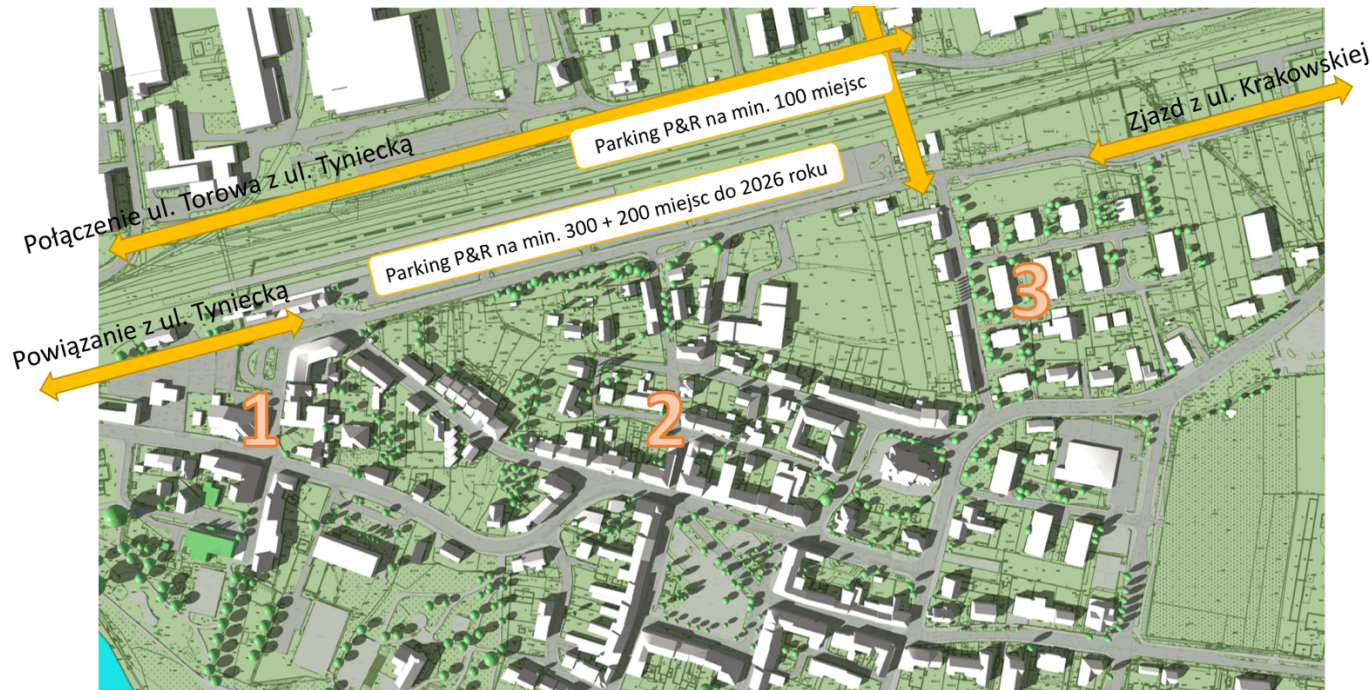 Parking P&R na min. 100 miejsc
Zjazd z ul. Krakowskiej
Połączenie ul. Torowa z ul. Tyniecką
Parking P&R na min. 300 + 200 miejsc do 2026 roku
Powiązanie z ul. Tyniecką
1
2
3